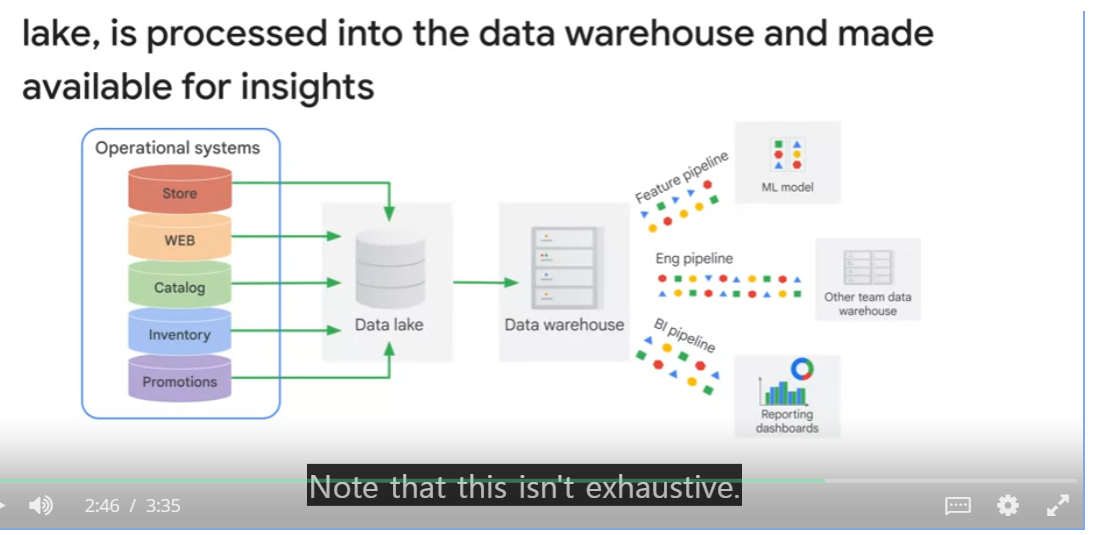 lake, is processed into the data warehouse and made
available for insights
Operational systems
Store
WEB
Catalog
Inventory
Promotions
Data lake
Data warehouse
Feature pipeline
ML model
Eng pipeline
Other team data
warehouse
BI pipeline
Reporting
dashboards
Note that this isn't exhaustive.
2:46 / 3:35